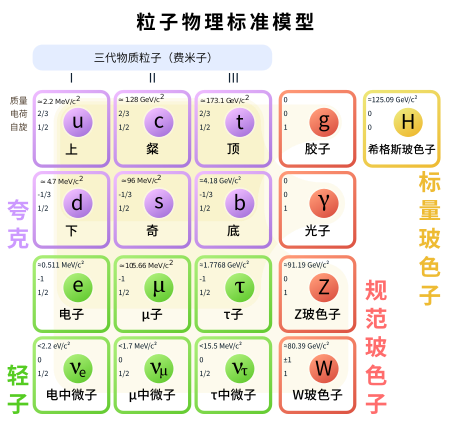 粒子物理标准模型
三代物质粒子（费米子）
I II III
质量
电荷
自旋
≃2.2 MeV/c²
2/3
1/2
u
上
≃1.28 GeV/c²
2/3
1/2
c
粲
≃173.1 GeV/c²
2/3
1/2
t
顶
0
0
1
g
胶子
≃125.09 GeV/c²
0
0
H
希格斯玻色子
夸克
≃4.7 MeV/c²
-1/3
1/2
d
下
≃96 MeV/c²
-1/3
1/2
s
奇
≃4.18 GeV/c²
-1/3
1/2
b
底
0
0
1
γ
光子
标量玻色子
轻子
≃0.511 MeV/c²
-1
1/2
e
电子
≃105.66 MeV/c²
-1
1/2
μ
μ子
≃1.7768 GeV/c²
-1
1/2
τ
τ子
≃91.19 GeV/c²
0
1
Z
Z玻色子
规范玻色子
<2.2 eV/c²
0
1/2
νe
电中微子
<1.7 MeV/c²
0
1/2
νμ
μ中微子
<15.5 MeV/c²
0
1/2
ντ
τ中微子
≃80.39 GeV/c²
±1
1
W
W玻色子